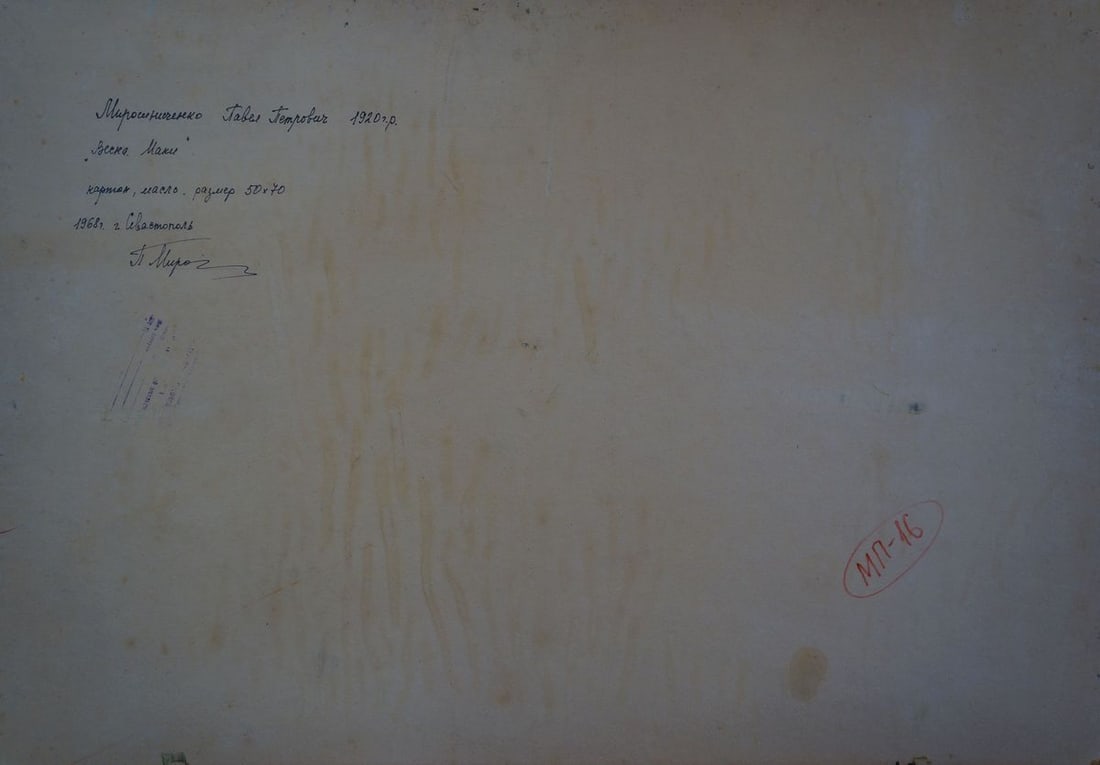 Мирошниченко Павел Петрович 1920г.р.
"Весна. Маки"
картон, масло. размер 50х70
1968г. г. Севастополь
П Миро
МП-16